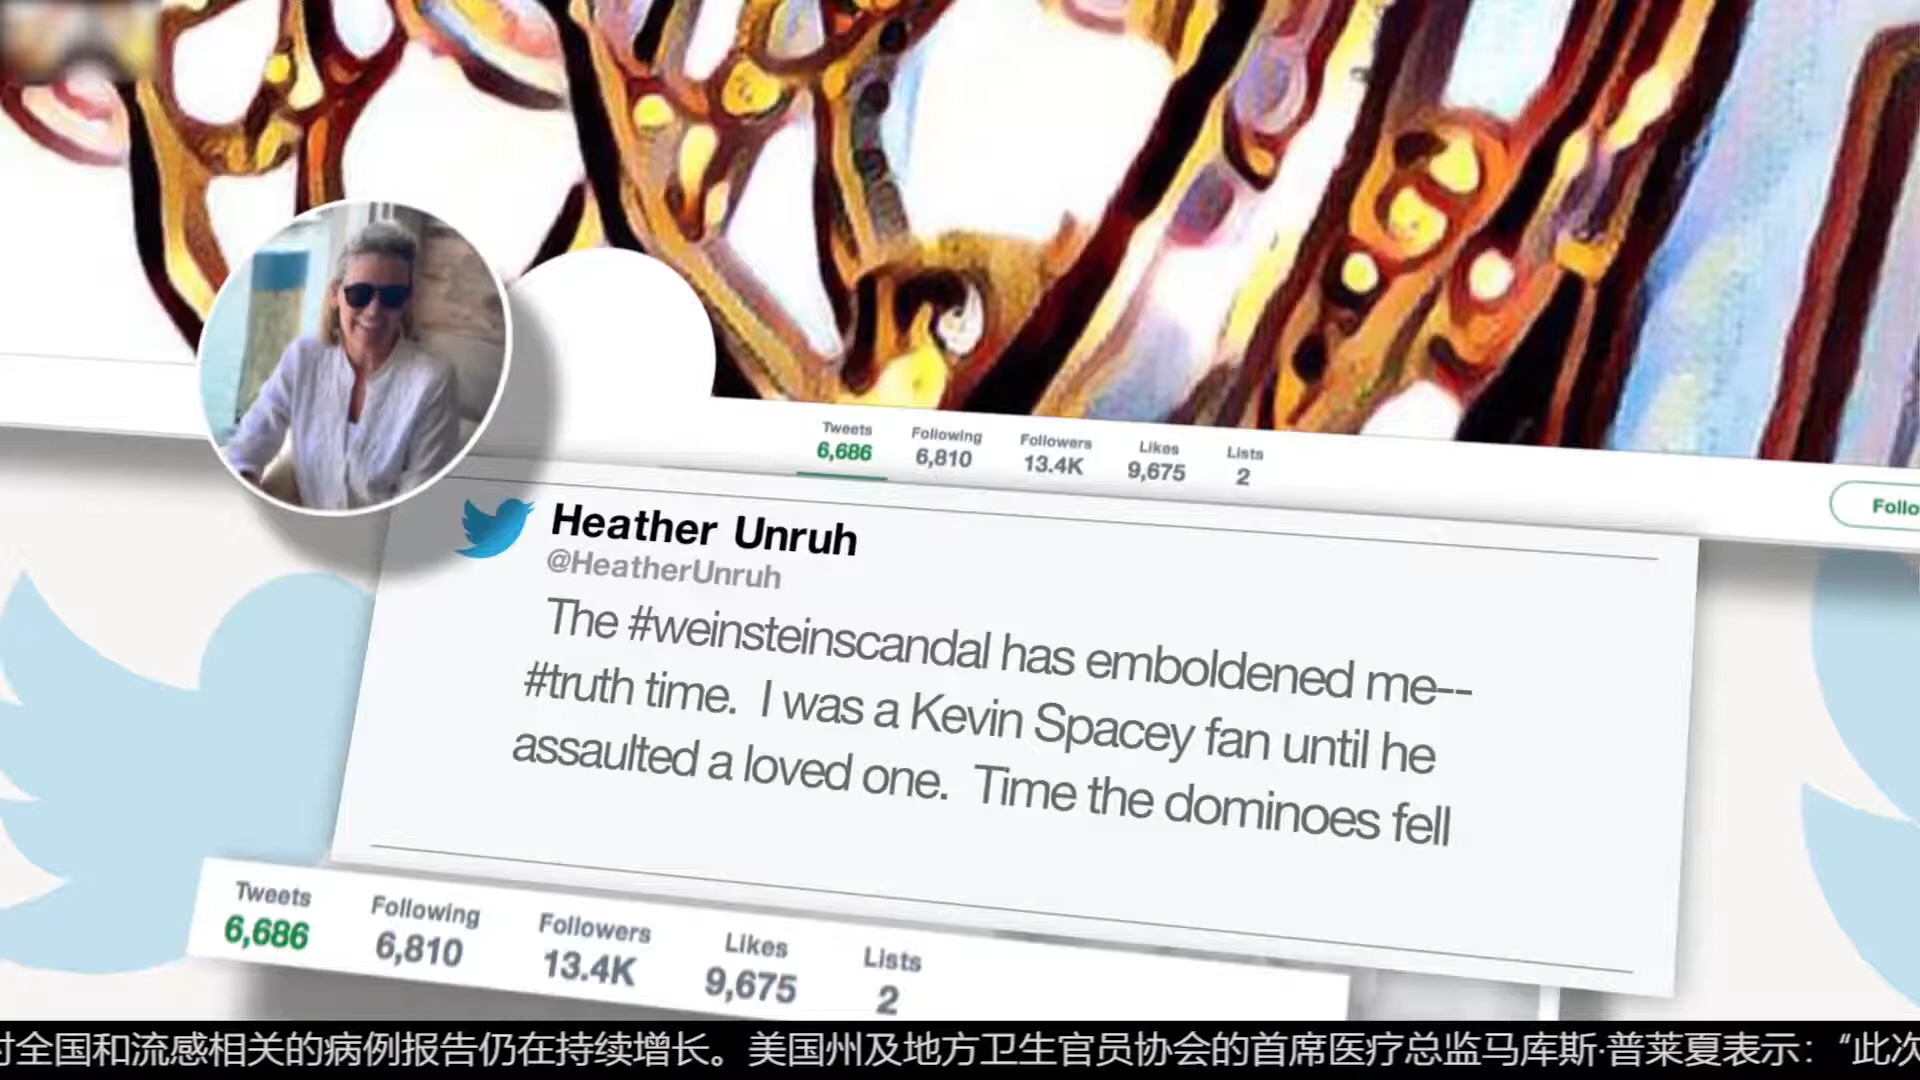 Tweets
6,686
Following
6,810
Followers
13.4K
Likes
9,675
Lists
2
Follo
Heather Unruh
@HeatherUnruh
The #weinsteinscandal has emboldened me--
#truth time. I was a Kevin Spacey fan until he
assaulted a loved one. Time the dominoes fell
Tweets
6,686
Following
6,810
Followers
13.4K
Likes
9,675
Lists
2
对全国和流感相关的病例报告仍在持续增长。美国州及地方卫生官员协会的首席医疗总监马库斯·普莱夏表示：“此次